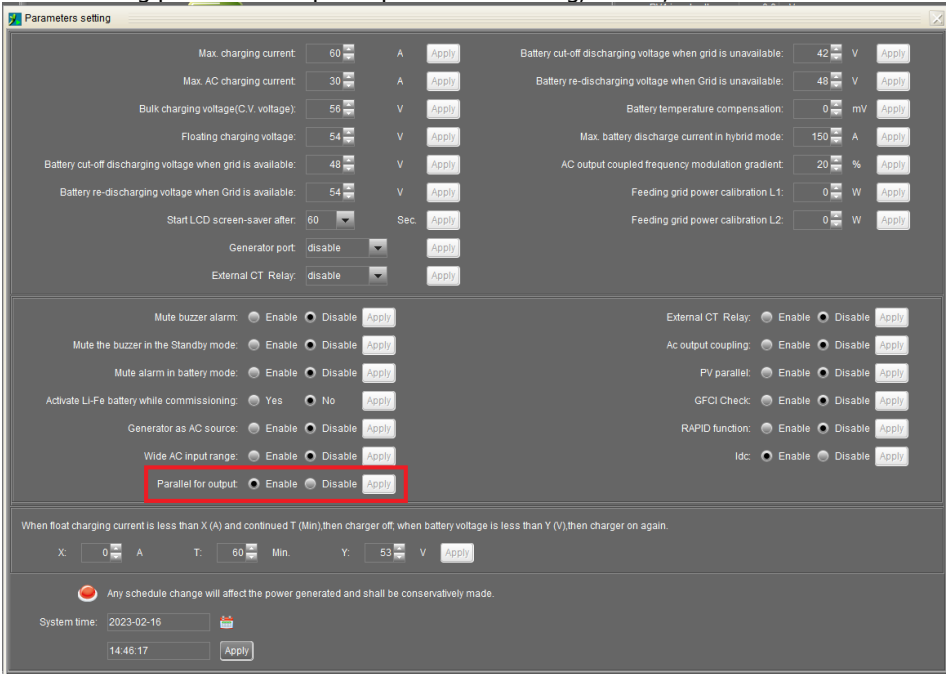 Parameters setting
Max. charging current: 60 A Apply
Max. AC charging current: 30 A Apply
Bulk charging voltage(C.V. voltage): 56 V Apply
Floating charging voltage: 54 V Apply
Battery cut-off discharging voltage when grid is available: 48 V Apply
Battery re-discharging voltage when Grid is available: 54 V Apply
Start LCD screen-saver after: 60 Sec. Apply
Generator port: disable Apply
External CT Relay: disable Apply
Battery cut-off discharging voltage when grid is unavailable: 42 V Apply
Battery re-discharging voltage when Grid is unavailable: 48 V Apply
Battery temperature compensation: 0 mV Apply
Max. battery discharge current in hybrid mode: 150 A Apply
AC output coupled frequency modulation gradient: 20 % Apply
Feeding grid power calibration L1: 0 W Apply
Feeding grid power calibration L2: 0 W Apply
Mute buzzer alarm: Enable Disable Apply
Mute the buzzer in the Standby mode: Enable Disable Apply
Mute alarm in battery mode: Enable Disable Apply
Activate Li-Fe battery while commissioning: Yes No Apply
Generator as AC source: Enable Disable Apply
Wide AC input range: Enable Disable Apply
Parallel for output: Enable Disable Apply
External CT Relay: Enable Disable Apply
Ac output coupling: Enable Disable Apply
PV parallel: Enable Disable Apply
GFCI Check: Enable Disable Apply
RAPID function: Enable Disable Apply
Idc: Enable Disable Apply
When float charging current is less than X (A) and continued T (Min),then charger off; when battery voltage is less than Y (V),then charger on again.
X: 0 A T: 60 Min. Y: 53 V Apply
Any schedule change will affect the power generated and shall be conservatively made.
System time: 2023-02-16
14:46:17 Apply